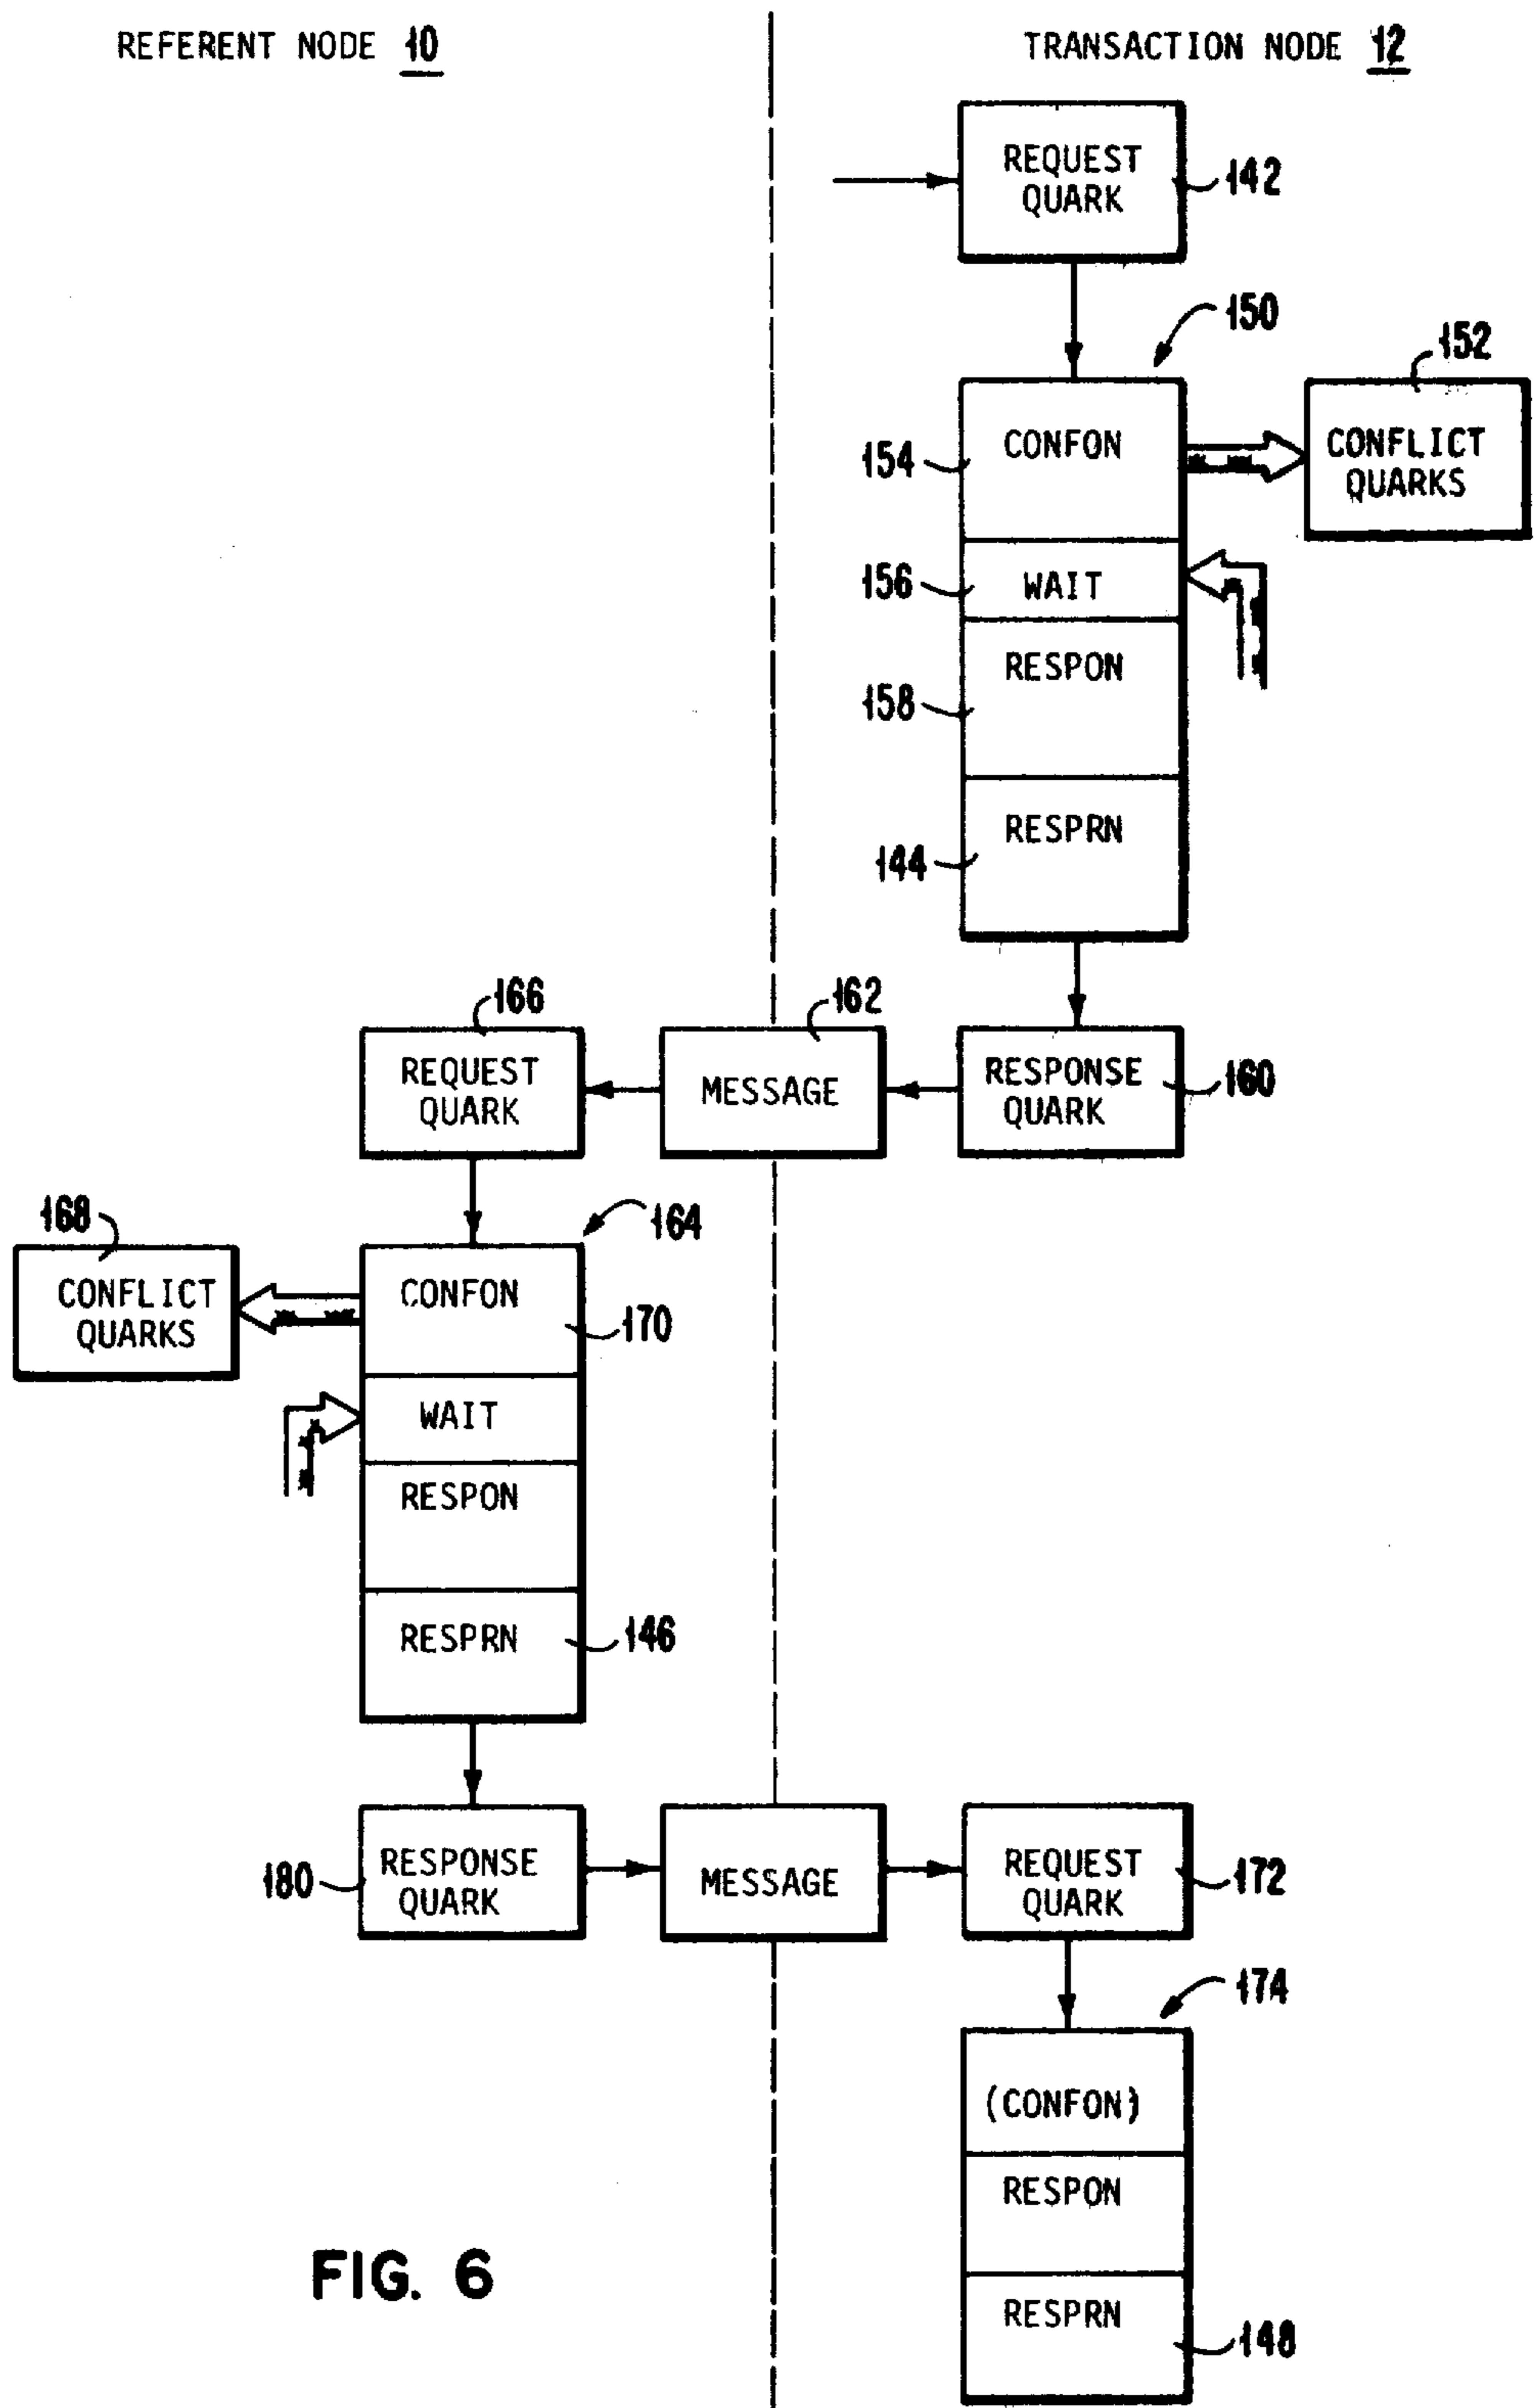 REFERENT NODE 10
TRANSACTION NODE 12
REQUEST
QUARK
142
150
152
CONFON
154
CONFLICT
QUARKS
WAIT
156
RESPON
158
RESPRN
144
166
162
REQUEST
QUARK
MESSAGE
RESPONSE
QUARK
160
168
164
CONFLICT
QUARKS
CONFON
170
WAIT
RESPON
RESPRN
146
180
RESPONSE
QUARK
MESSAGE
REQUEST
QUARK
172
174
(CONFON)
RESPON
RESPRN
148
FIG. 6